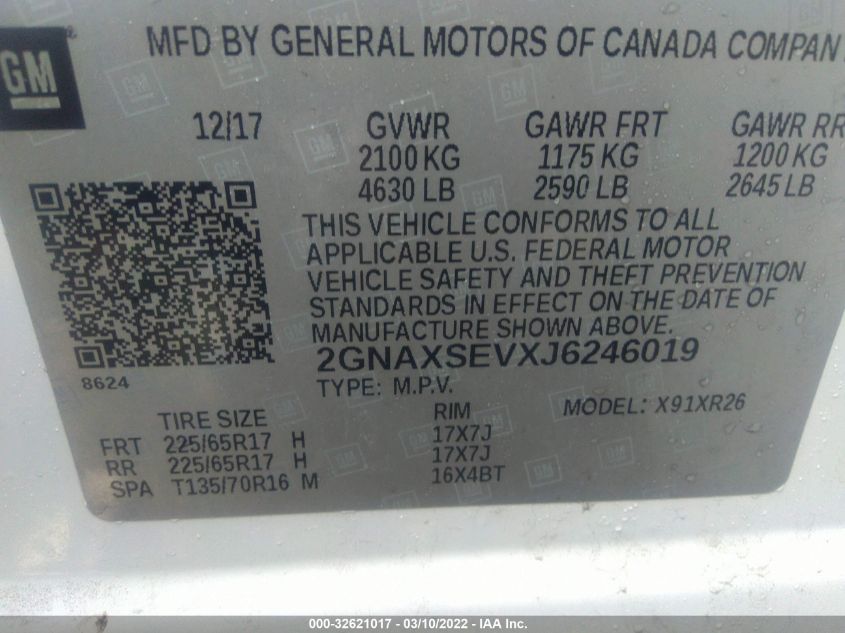 GM
MFD BY GENERAL MOTORS OF CANADA COMPAN
12/17 GVWR GAWR FRT GAWR RR
2100 KG 1175 KG 1200 KG
4630 LB 2590 LB 2645 LB
THIS VEHICLE CONFORMS TO ALL
APPLICABLE U.S. FEDERAL MOTOR
VEHICLE SAFETY AND THEFT PREVENTION
STANDARDS IN EFFECT ON THE DATE OF
MANUFACTURE SHOWN ABOVE.
2GNAXSEVXJ6246019
8624
TYPE: M.P.V.
TIRE SIZE RIM MODEL: X91XR26
FRT 225/65R17 H 17X7J
RR 225/65R17 H 17X7J
SPA T135/70R16 M 16X4BT
000-32621017 — 03/10/2022 — IAA Inc.